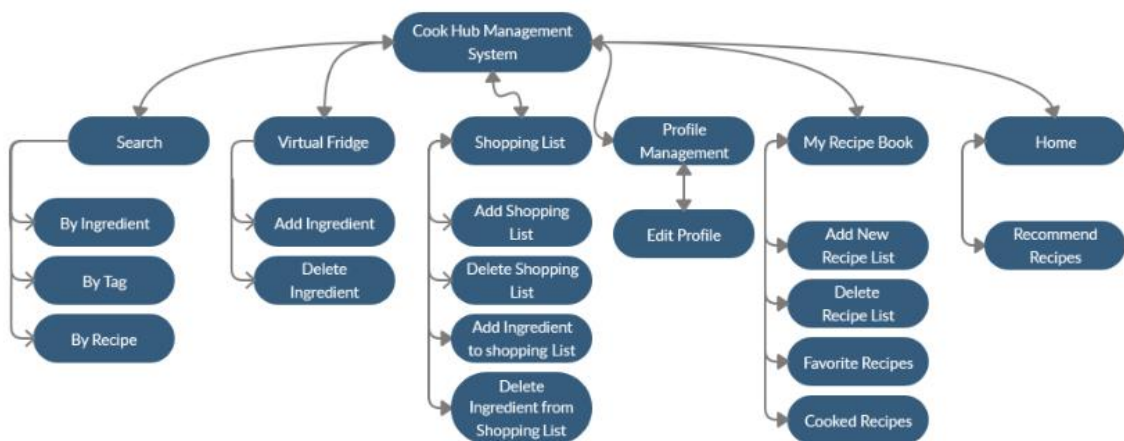 Cook Hub Management
System
Search
Virtual Fridge
Shopping List
Profile
Management
My Recipe Book
Home
By Ingredient
By Tag
By Recipe
Add Ingredient
Delete
Ingredient
Add Shopping
List
Delete Shopping
List
Add Ingredient
to shopping List
Delete
Ingredient from
Shopping List
Edit Profile
Add New
Recipe List
Delete
Recipe List
Favorite Recipes
Cooked Recipes
Recommend
Recipes